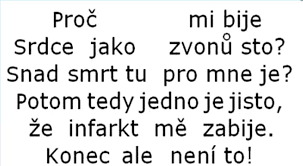 Proč mi bije
Srdce jako zvonů sto?
Snad smrt tu pro mne je?
Potom tedy jedno je jisto,
že infarkt mě zabije.
Konec ale není to!